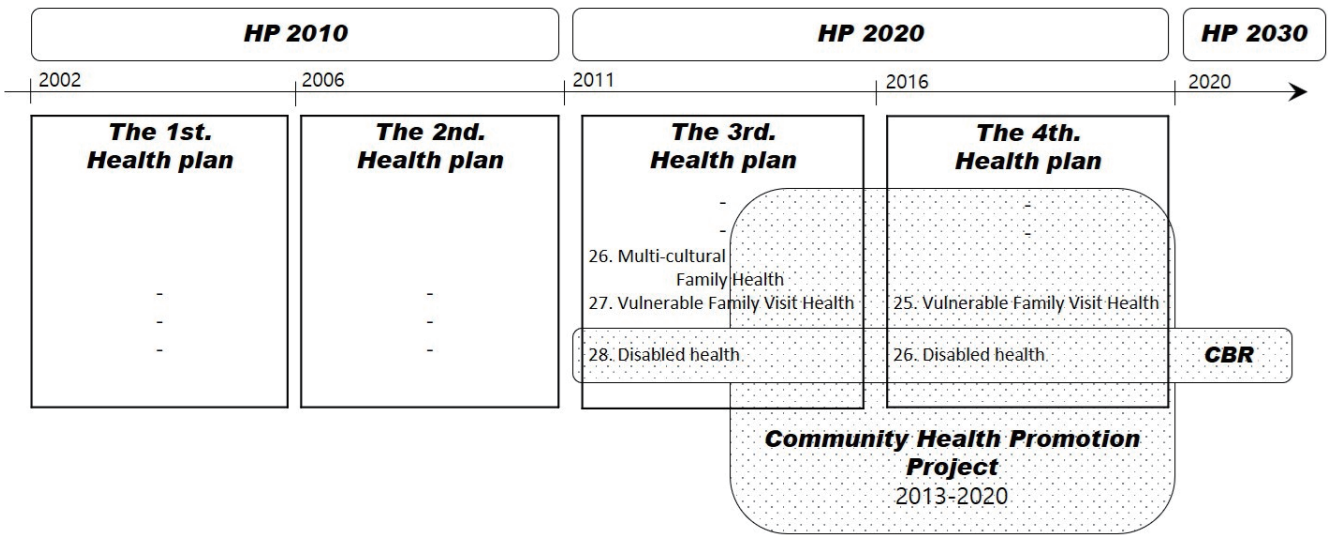 HP 2010
HP 2020
HP 2030
2002
2006
2011
2016
2020
The 1st.
Health plan
-
-
-
The 2nd.
Health plan
-
-
-
The 3rd.
Health plan
-
-
26. Multi-cultural
Family Health
27. Vulnerable Family Visit Health
28. Disabled health
The 4th.
Health plan
-
-
25. Vulnerable Family Visit Health
26. Disabled health
CBR
Community Health Promotion
Project
2013-2020